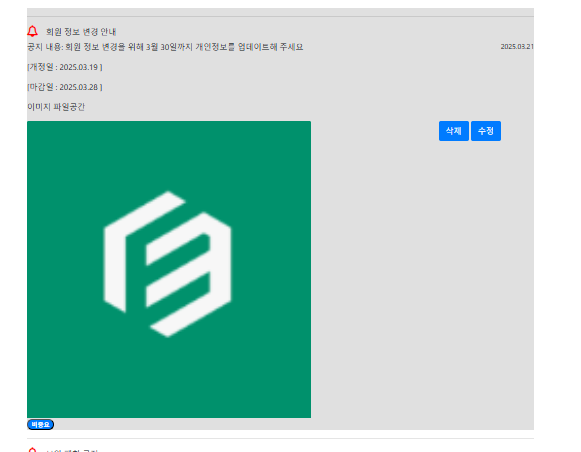 회원 정보 변경 안내
공지 내용: 회원 정보 변경을 위해 3월 30일까지 개인정보를 업데이트해 주세요 2025.03.21
[개정일 : 2025.03.19 ]
[마감일 : 2025.03.28 ]
이미지 파일공간
삭제 수정
비중요